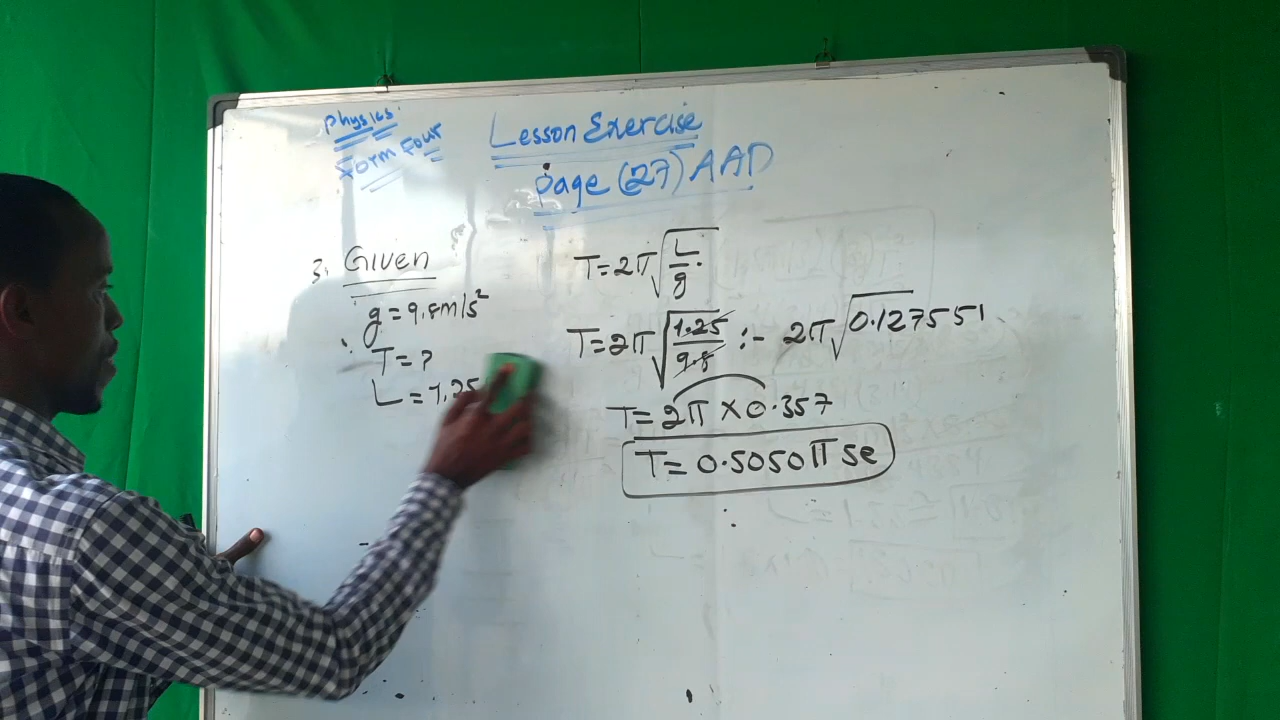 Physics
Form Four
Lesson Exercise
page (27) AAD
3. Given
g = 9.8m/s²
T = ?
L = 1.25
T = 2π√(L/g)
T = 2π√(1.25/9.8) :- 2π√0.127551
T = 2π × 0.357
T = 0.5050π se